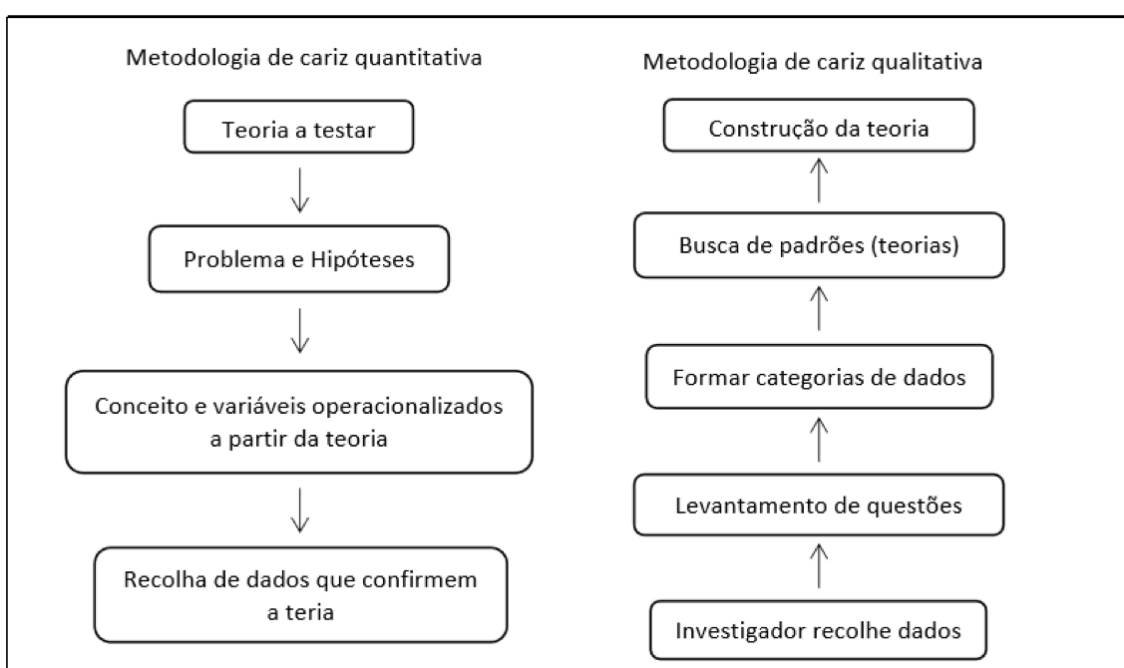 Metodologia de cariz quantitativa
Teoria a testar
Problema e Hipóteses
Conceito e variáveis operacionalizados
a partir da teoria
Recolha de dados que confirmem
a teria
Metodologia de cariz qualitativa
Construção da teoria
Busca de padrões (teorias)
Formar categorias de dados
Levantamento de questões
Investigador recolhe dados